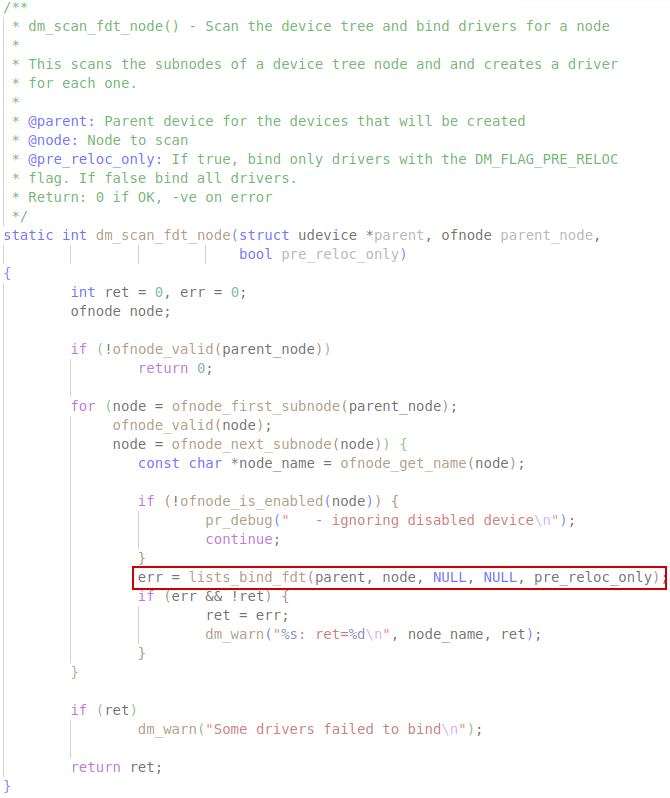 /**
 * dm_scan_fdt_node() - Scan the device tree and bind drivers for a node
 *
 * This scans the subnodes of a device tree node and and creates a driver
 * for each one.
 *
 * @parent: Parent device for the devices that will be created
 * @node: Node to scan
 * @pre_reloc_only: If true, bind only drivers with the DM_FLAG_PRE_RELOC
 * flag. If false bind all drivers.
 * Return: 0 if OK, -ve on error
 */
static int dm_scan_fdt_node(struct udevice *parent, ofnode parent_node,
                            bool pre_reloc_only)
{
        int ret = 0, err = 0;
        ofnode node;

        if (!ofnode_valid(parent_node))
                return 0;

        for (node = ofnode_first_subnode(parent_node);
             ofnode_valid(node);
             node = ofnode_next_subnode(node)) {
                const char *node_name = ofnode_get_name(node);

                if (!ofnode_is_enabled(node)) {
                        pr_debug("   - ignoring disabled device\n");
                        continue;
                }
                err = lists_bind_fdt(parent, node, NULL, NULL, pre_reloc_only);
                if (err && !ret) {
                        ret = err;
                        dm_warn("%s: ret=%d\n", node_name, ret);
                }
        }

        if (ret)
                dm_warn("Some drivers failed to bind\n");

        return ret;
}